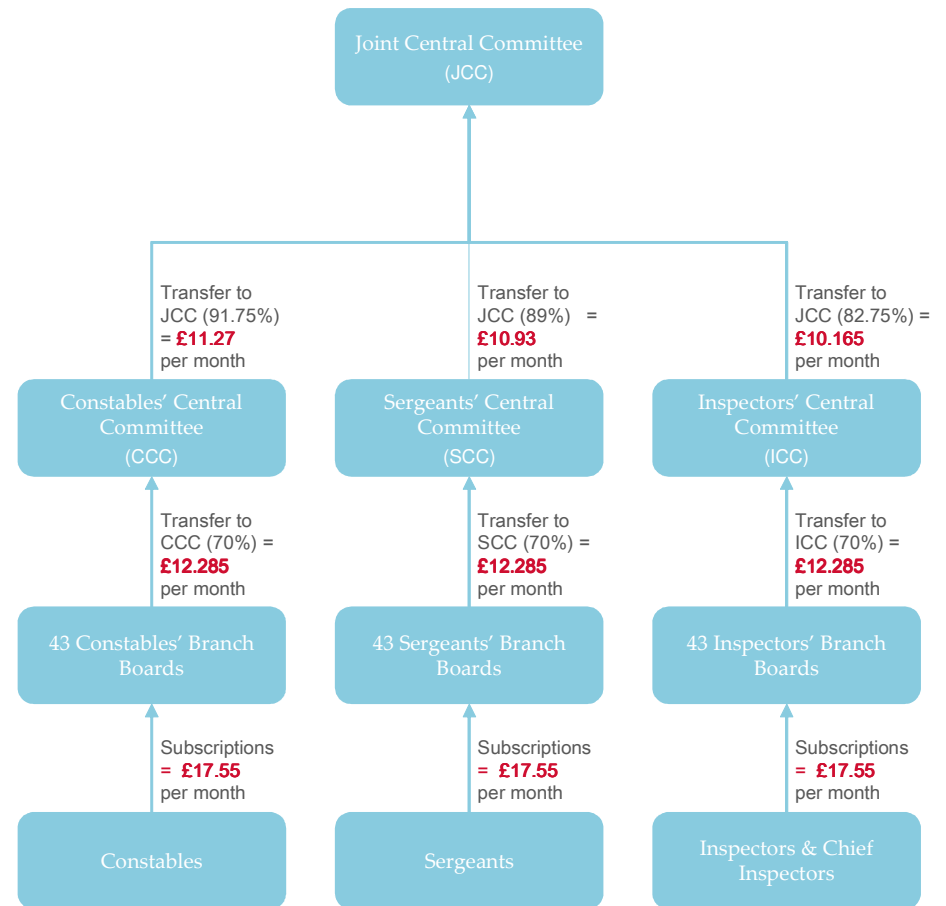 Joint Central Committee
(JCC)
Transfer to
JCC (91.75%)
= £11.27
per month
Transfer to
JCC (89%) =
£10.93
per month
Transfer to
JCC (82.75%) =
£10.165
per month
Constables’ Central
Committee
(CCC)
Sergeants’ Central
Committee
(SCC)
Inspectors’ Central
Committee
(ICC)
Transfer to
CCC (70%) =
£12.285
per month
Transfer to
SCC (70%) =
£12.285
per month
Transfer to
ICC (70%) =
£12.285
per month
43 Constables’ Branch
Boards
43 Sergeants’ Branch
Boards
43 Inspectors’ Branch
Boards
Subscriptions
= £17.55
per month
Subscriptions
= £17.55
per month
Subscriptions
= £17.55
per month
Constables
Sergeants
Inspectors & Chief
Inspectors